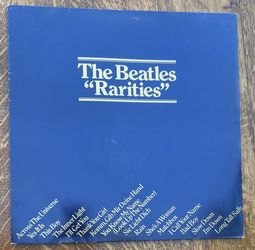 The Beatles
"Rarities"
Across The Universe
Yes It Is
This Boy
The Inner Light
I'll Get You
Thank You Girl
Komm, Gib Mir Deine Hand
You Know My Name
(Look Up The Number)
Sie Liebt Dich
Rain
She's A Woman
Matchbox
I Call Your Name
Bad Boy
Slow Down
I'm Down
Long Tall Sally